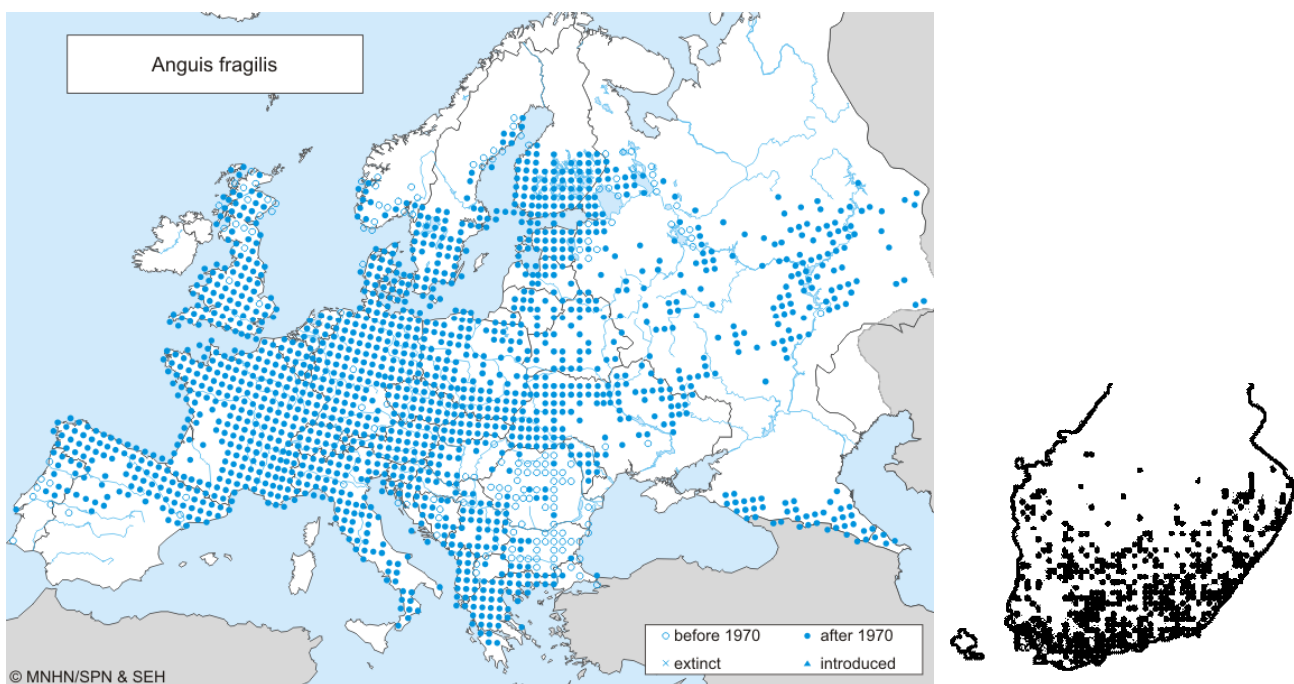 Anguis fragilis
before 1970
after 1970
extinct
introduced
© MNHN/SPN & SEH